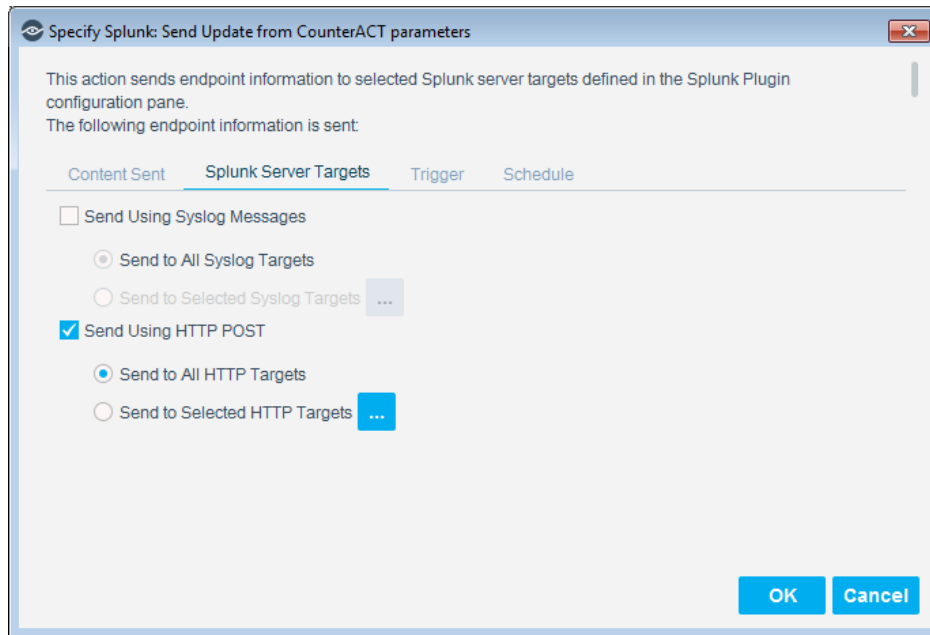 Specify Splunk: Send Update from CounterACT parameters
This action sends endpoint information to selected Splunk server targets defined in the Splunk Plugin
configuration pane.
The following endpoint information is sent:
Content Sent Splunk Server Targets Trigger Schedule
Send Using Syslog Messages
Send to All Syslog Targets
Send to Selected Syslog Targets ...
Send Using HTTP POST
Send to All HTTP Targets
Send to Selected HTTP Targets ...
OK Cancel